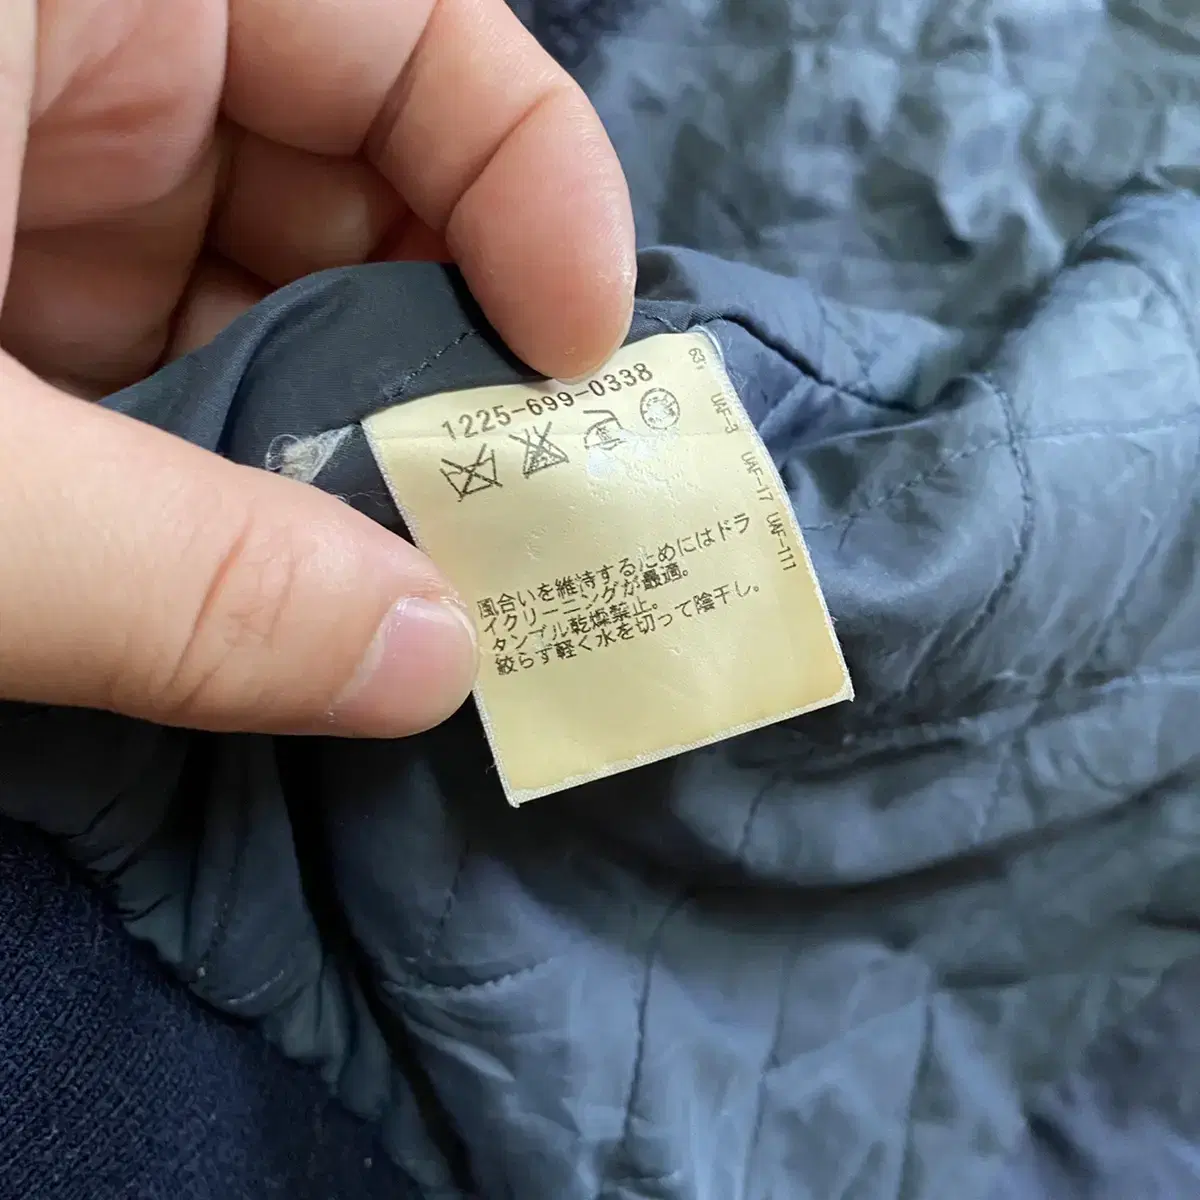 1225-699-0338
風合いを維持するためにはドラ
イクリーニングが最適。
タンブル乾燥禁止。
絞らず軽く水を切って陰干し。
UAF-17
UAF-111